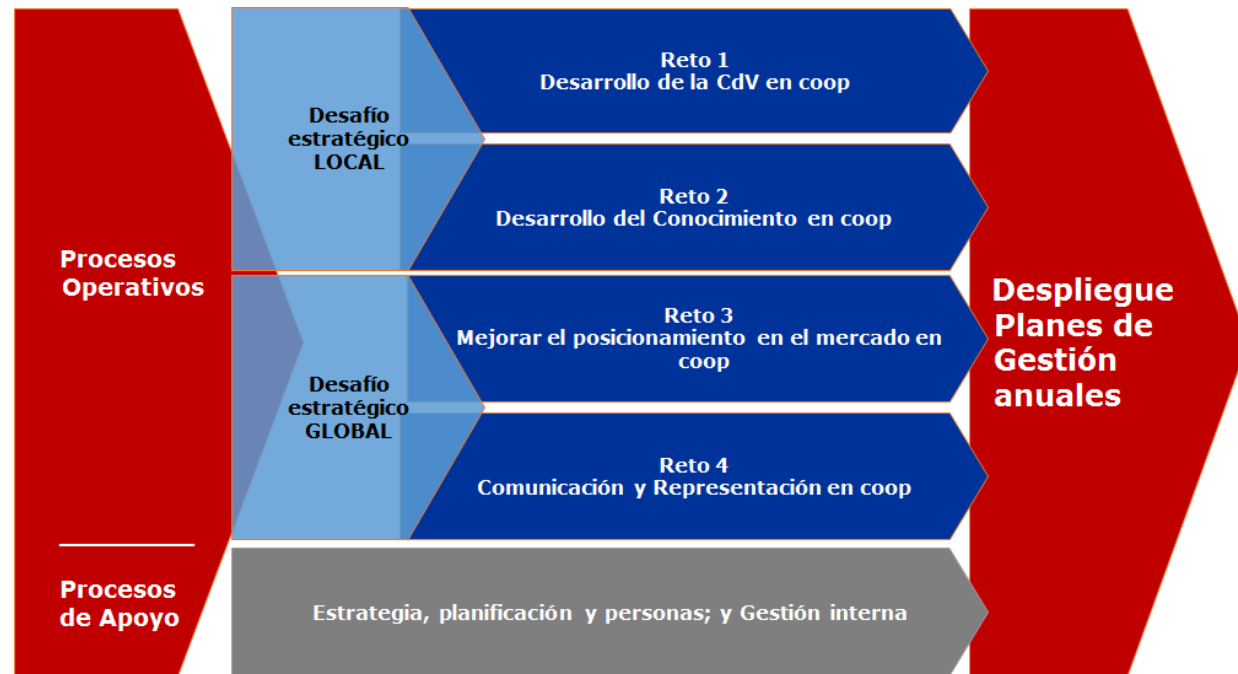 Procesos
Operativos
Procesos
de Apoyo
Desafío
estratégico
LOCAL
Desafío
estratégico
GLOBAL
Reto 1
Desarrollo de la CdV en coop
Reto 2
Desarrollo del Conocimiento en coop
Reto 3
Mejorar el posicionamiento en el mercado en
coop
Reto 4
Comunicación y Representación en coop
Estrategia, planificación y personas; y Gestión interna
Despliegue
Planes de
Gestión
anuales